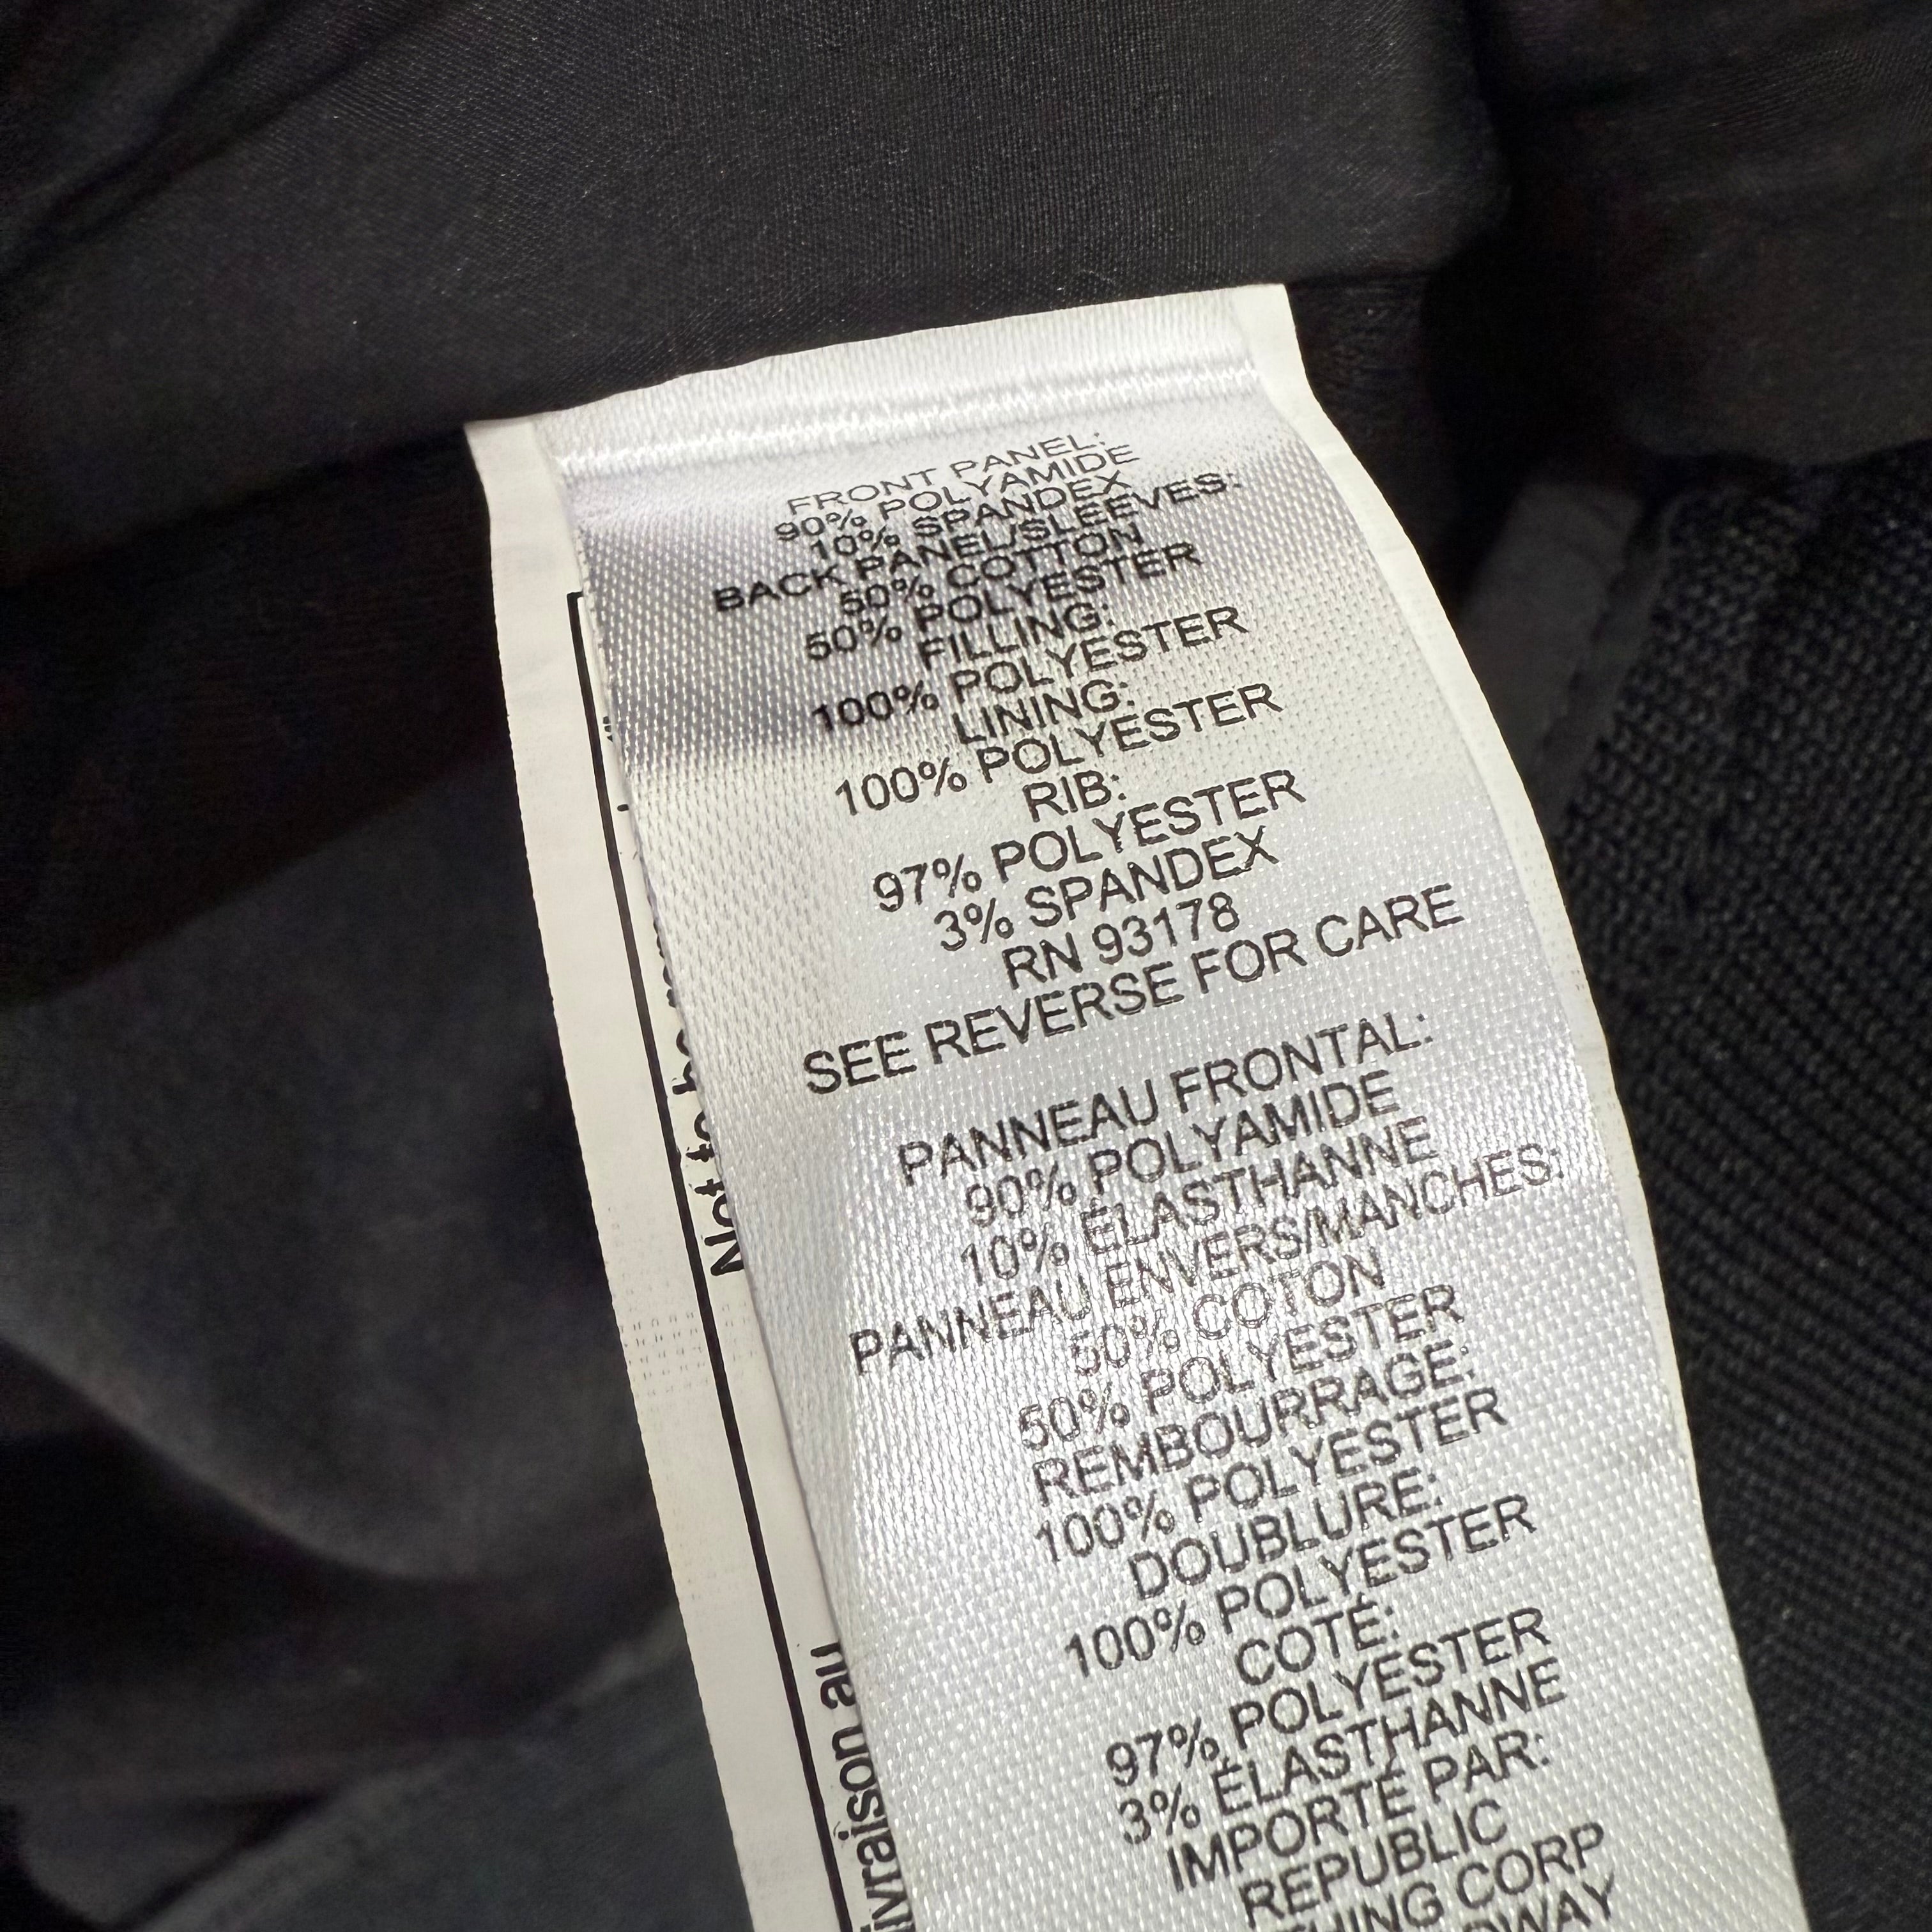 FRONT PANEL:
90% POLYAMIDE
10% SPANDEX
BACK PANEL/SLEEVES:
50% COTTON
50% POLYESTER
FILLING:
100% POLYESTER
LINING:
100% POLYESTER
RIB:
97% POLYESTER
3% SPANDEX
RN 93178
SEE REVERSE FOR CARE
PANNEAU FRONTAL:
90% POLYAMIDE
10% ÉLASTHANNE
PANNEAU ENVERS/MANCHES:
50% COTON
50% POLYESTER
REMBOURRAGE:
100% POLYESTER
DOUBLURE:
100% POLYESTER
COTÉ:
97% POLYESTER
3% ÉLASTHANNE
IMPORTÉ PAR:
REPUBLIC
CORP
Not to be
au